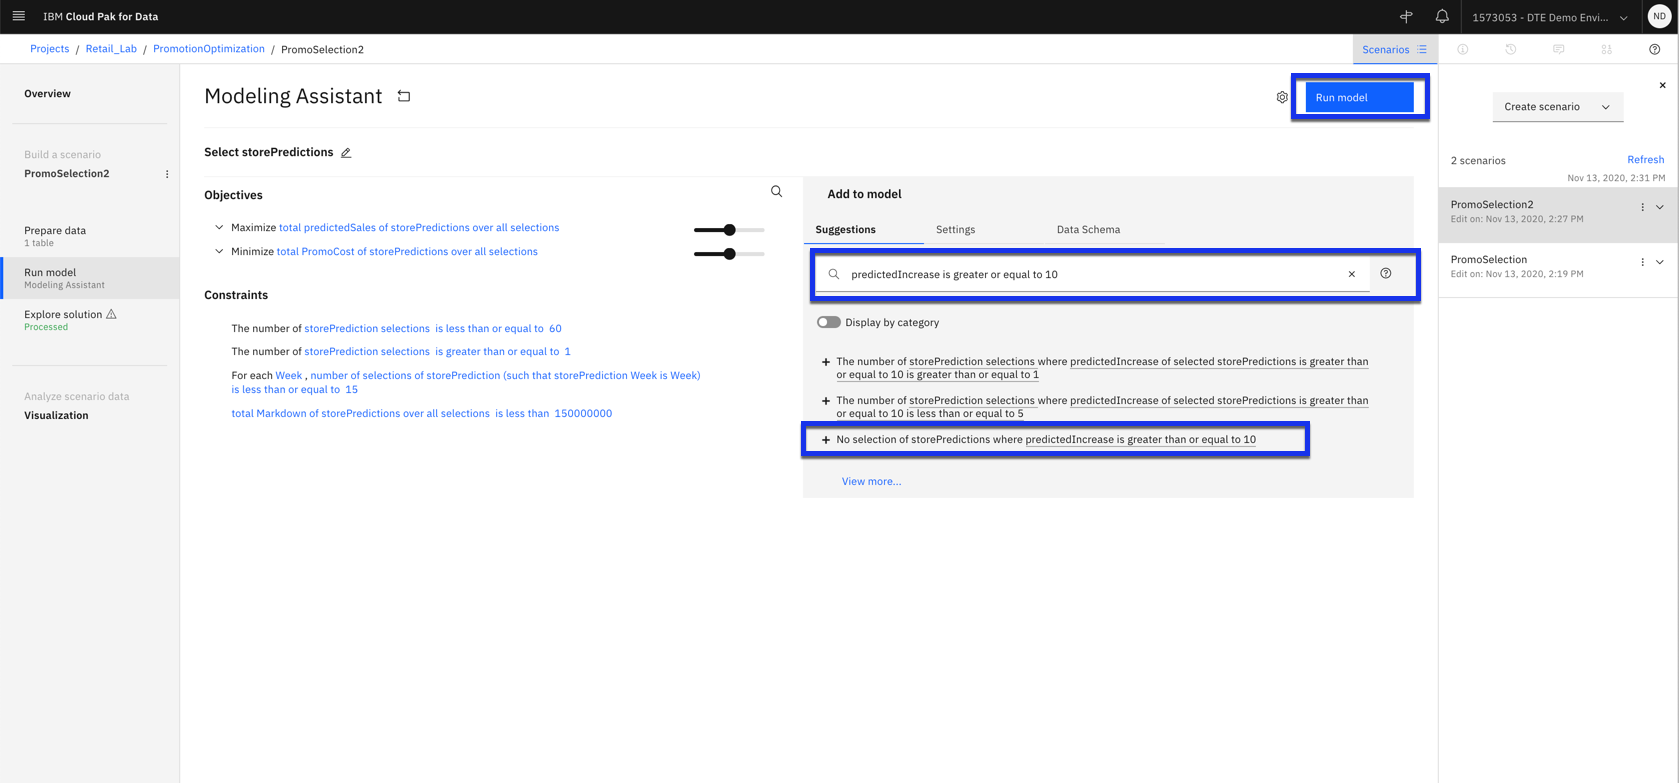 IBM Cloud Pak for Data
1573053 - DTE Demo Envi...
ND
Projects / Retail_Lab / PromotionOptimization / PromoSelection2
Scenarios
Overview
Build a scenario
PromoSelection2
Prepare data
1 table
Run model
Modeling Assistant
Explore solution
Processed
Analyze scenario data
Visualization
Modeling Assistant
Run model
Select storePredictions
Objectives
Maximize total predictedSales of storePredictions over all selections
Minimize total PromoCost of storePredictions over all selections
Constraints
The number of storePrediction selections is less than or equal to 60
The number of storePrediction selections is greater than or equal to 1
For each Week , number of selections of storePrediction (such that storePrediction Week is Week)
is less than or equal to 15
total Markdown of storePredictions over all selections is less than 150000000
Add to model
Suggestions
Settings
Data Schema
predictedIncrease is greater or equal to 10
Display by category
The number of storePrediction selections where predictedIncrease of selected storePredictions is greater than
or equal to 10 is greater than or equal to 1
The number of storePrediction selections where predictedIncrease of selected storePredictions is greater than
or equal to 10 is less than or equal to 5
No selection of storePredictions where predictedIncrease is greater than or equal to 10
View more...
Create scenario
2 scenarios
Refresh
Nov 13, 2020, 2:31 PM
PromoSelection2
Edit on: Nov 13, 2020, 2:27 PM
PromoSelection
Edit on: Nov 13, 2020, 2:19 PM